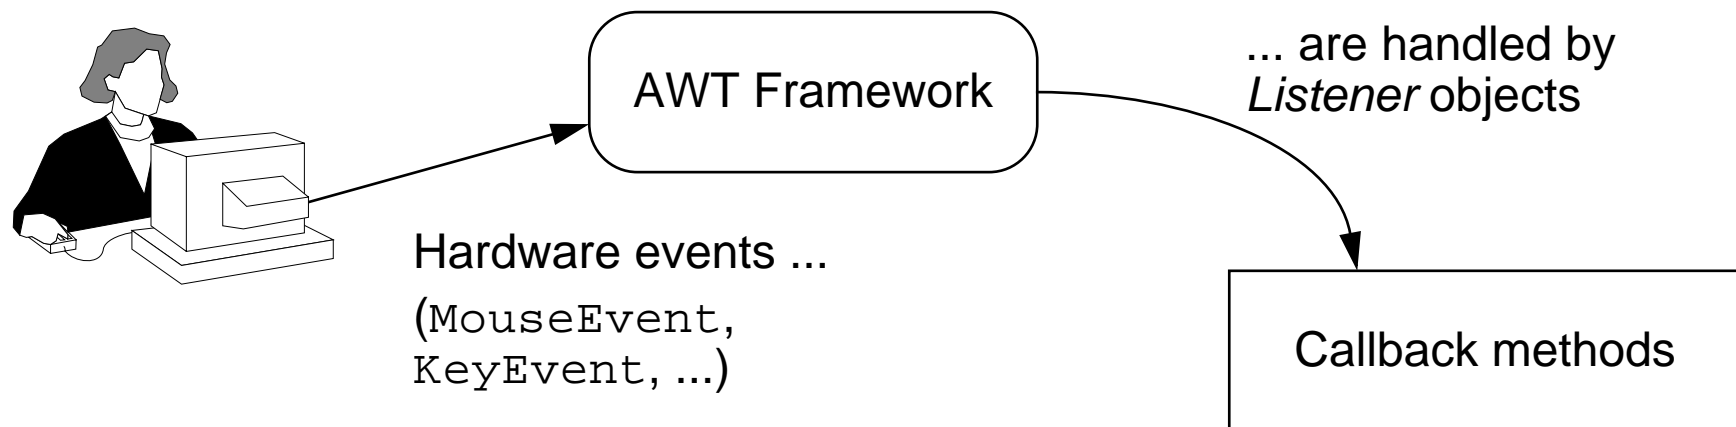 AWT Framework
... are handled by
Listener objects
Hardware events ...
(MouseEvent,
KeyEvent, ...)
Callback methods